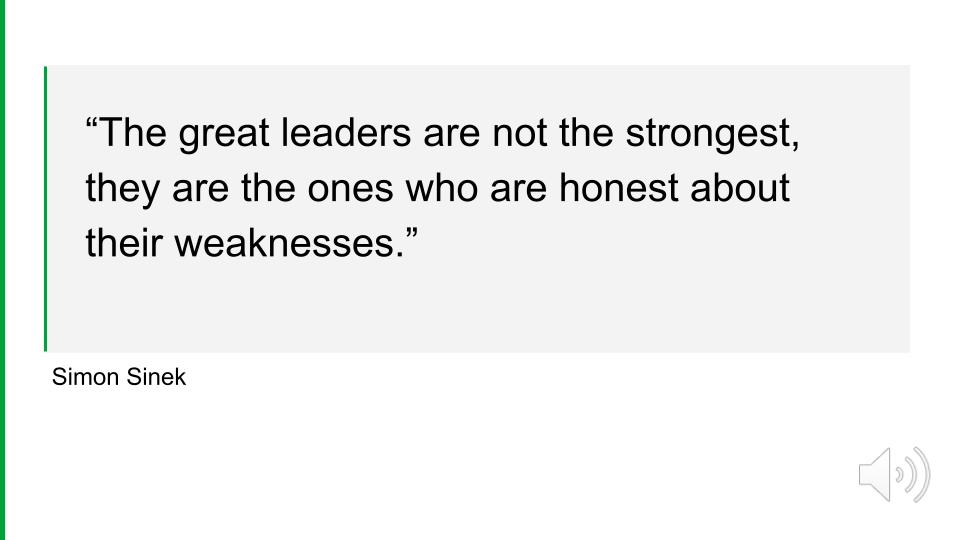 “The great leaders are not the strongest,
they are the ones who are honest about
their weaknesses.”
Simon Sinek